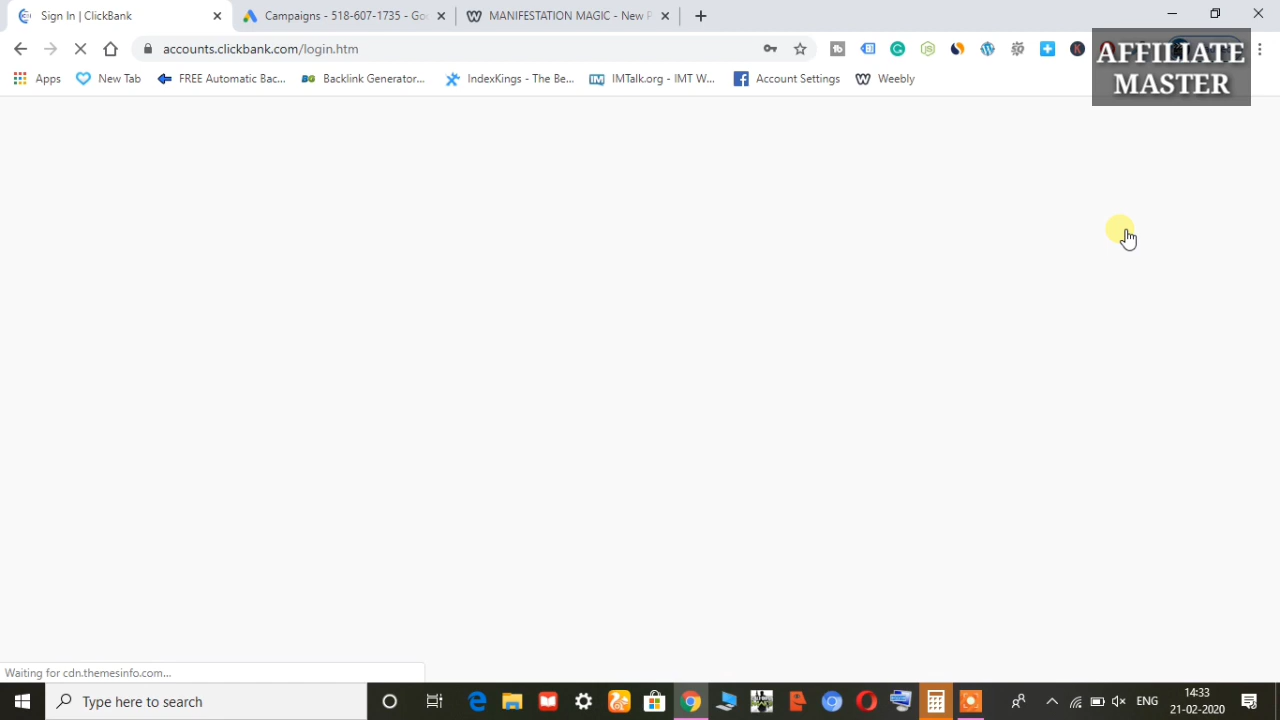 Sign In | ClickBank
Campaigns - 518-607-1735 - Goo
MANIFESTATION MAGIC - New P
accounts.clickbank.com/login.htm
AFFILIATE
MASTER
Apps
New Tab
FREE Automatic Bac...
Backlink Generator...
IndexKings - The Be...
IMTalk.org - IMT W...
Account Settings
Weebly
Waiting for cdn.themesinfo.com...
Type here to search
ENG
14:33
21-02-2020